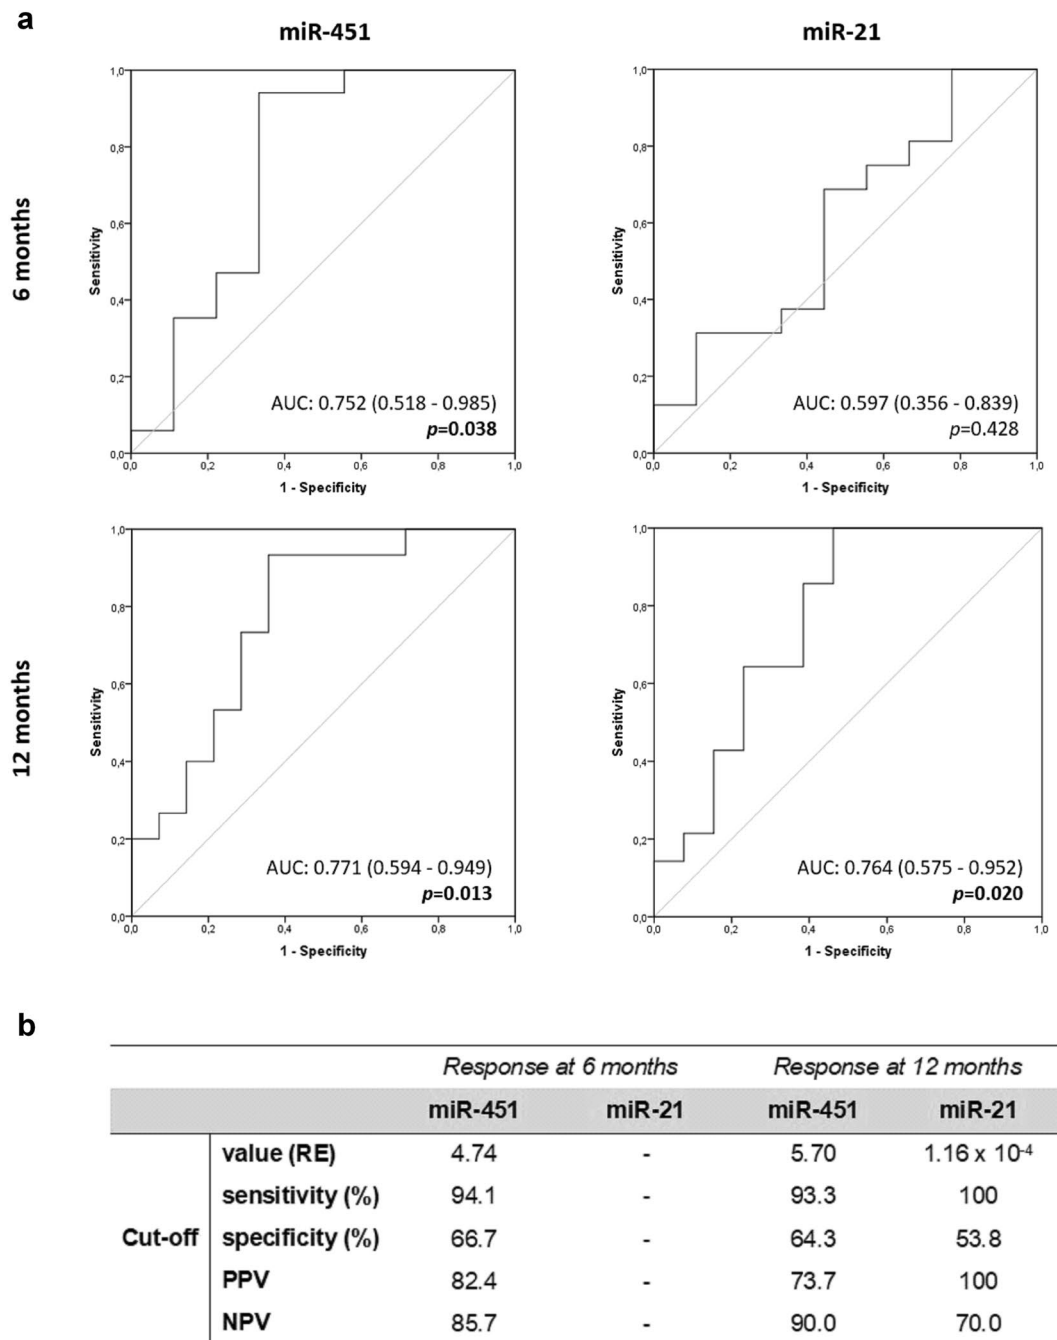 a
miR-451 miR-21
6 months
1,0
0,8
0,6
0,4
0,2
0,0
Sensitivity
AUC: 0.752 (0.518 - 0.985)
p=0.038
0,0 0,2 0,4 0,6 0,8 1,0
1 - Specificity
1,0
0,8
0,6
0,4
0,2
0,0
Sensitivity
AUC: 0.597 (0.356 - 0.839)
p=0.428
0,0 0,2 0,4 0,6 0,8 1,0
1 - Specificity
12 months
1,0
0,8
0,6
0,4
0,2
0,0
Sensitivity
AUC: 0.771 (0.594 - 0.949)
p=0.013
0,0 0,2 0,4 0,6 0,8 1,0
1 - Specificity
1,0
0,8
0,6
0,4
0,2
0,0
Sensitivity
AUC: 0.764 (0.575 - 0.952)
p=0.020
0,0 0,2 0,4 0,6 0,8 1,0
1 - Specificity
b
Response at 6 months Response at 12 months
miR-451 miR-21 miR-451 miR-21
value (RE) 4.74 - 5.70 1.16 x 10⁻⁴
sensitivity (%) 94.1 - 93.3 100
Cut-off specificity (%) 66.7 - 64.3 53.8
PPV 82.4 - 73.7 100
NPV 85.7 - 90.0 70.0